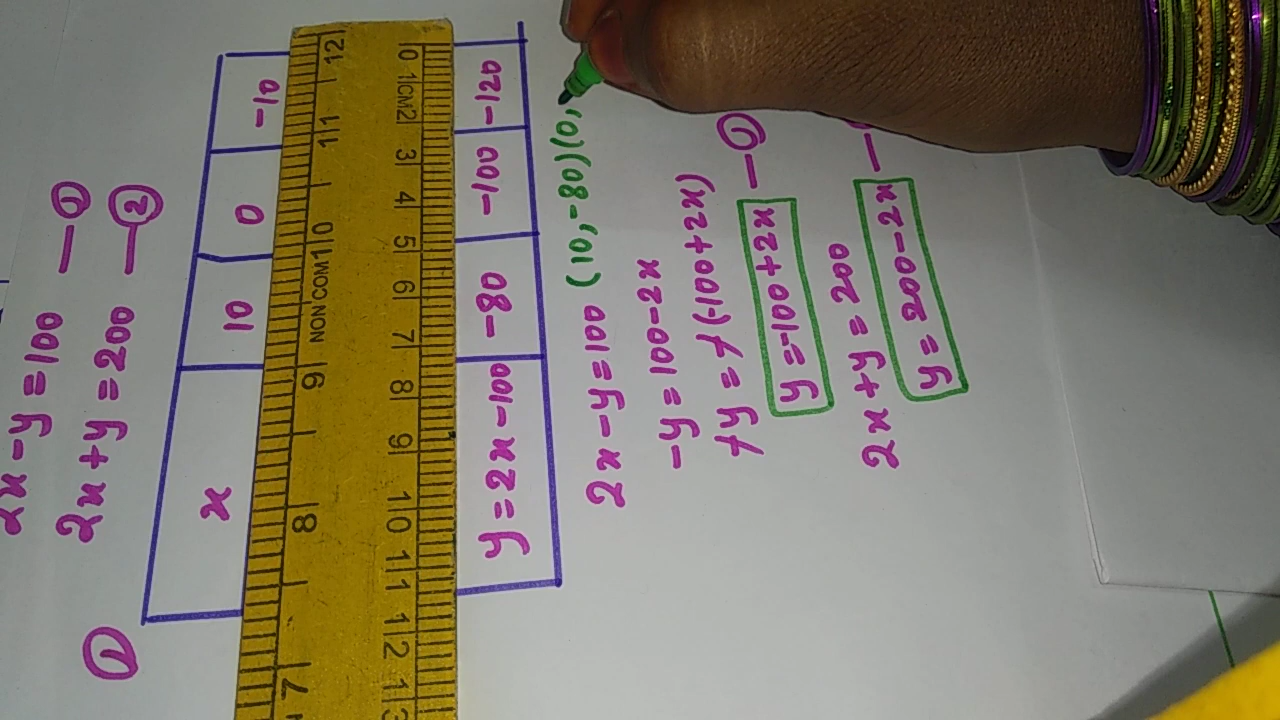 2x - y = 100 — ①
2x + y = 200 — ②
①
x 10 0 -10
12 11 10 9 8 7
NON COM
0 1 CM 2 3 4 5 6 7 8 9 10 11 12 13
y = 2x - 100 -80 -100 -120
(10, -80) (0,
2x - y = 100
-y = 100 - 2x
-y = -(-100 + 2x)
y = -100 + 2x — ①
2x + y = 200
y = 200 - 2x —